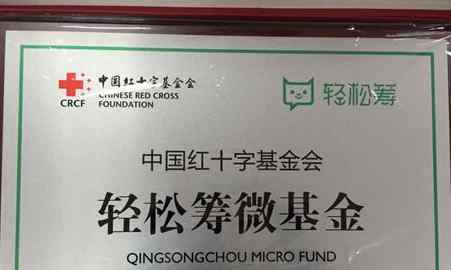 中国红十字基金会 轻松筹
CHINESE RED CROSS
CRCF FOUNDATION
中国红十字基金会
轻松筹微基金
QINGSONGCHOU MICRO FUND